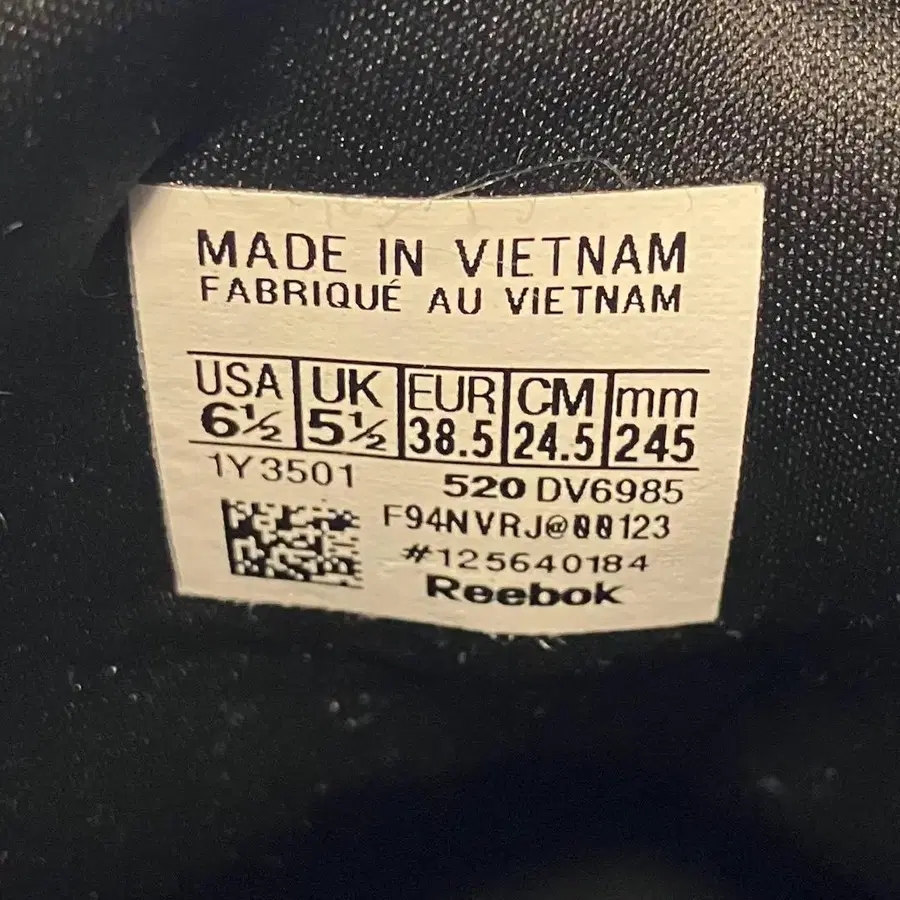 MADE IN VIETNAM
FABRIQUÉ AU VIETNAM
USA UK EUR CM mm
6½ 5½ 38.5 24.5 245
1Y3501 520 DV6985
F94NVRJ@00123
#125640184
Reebok